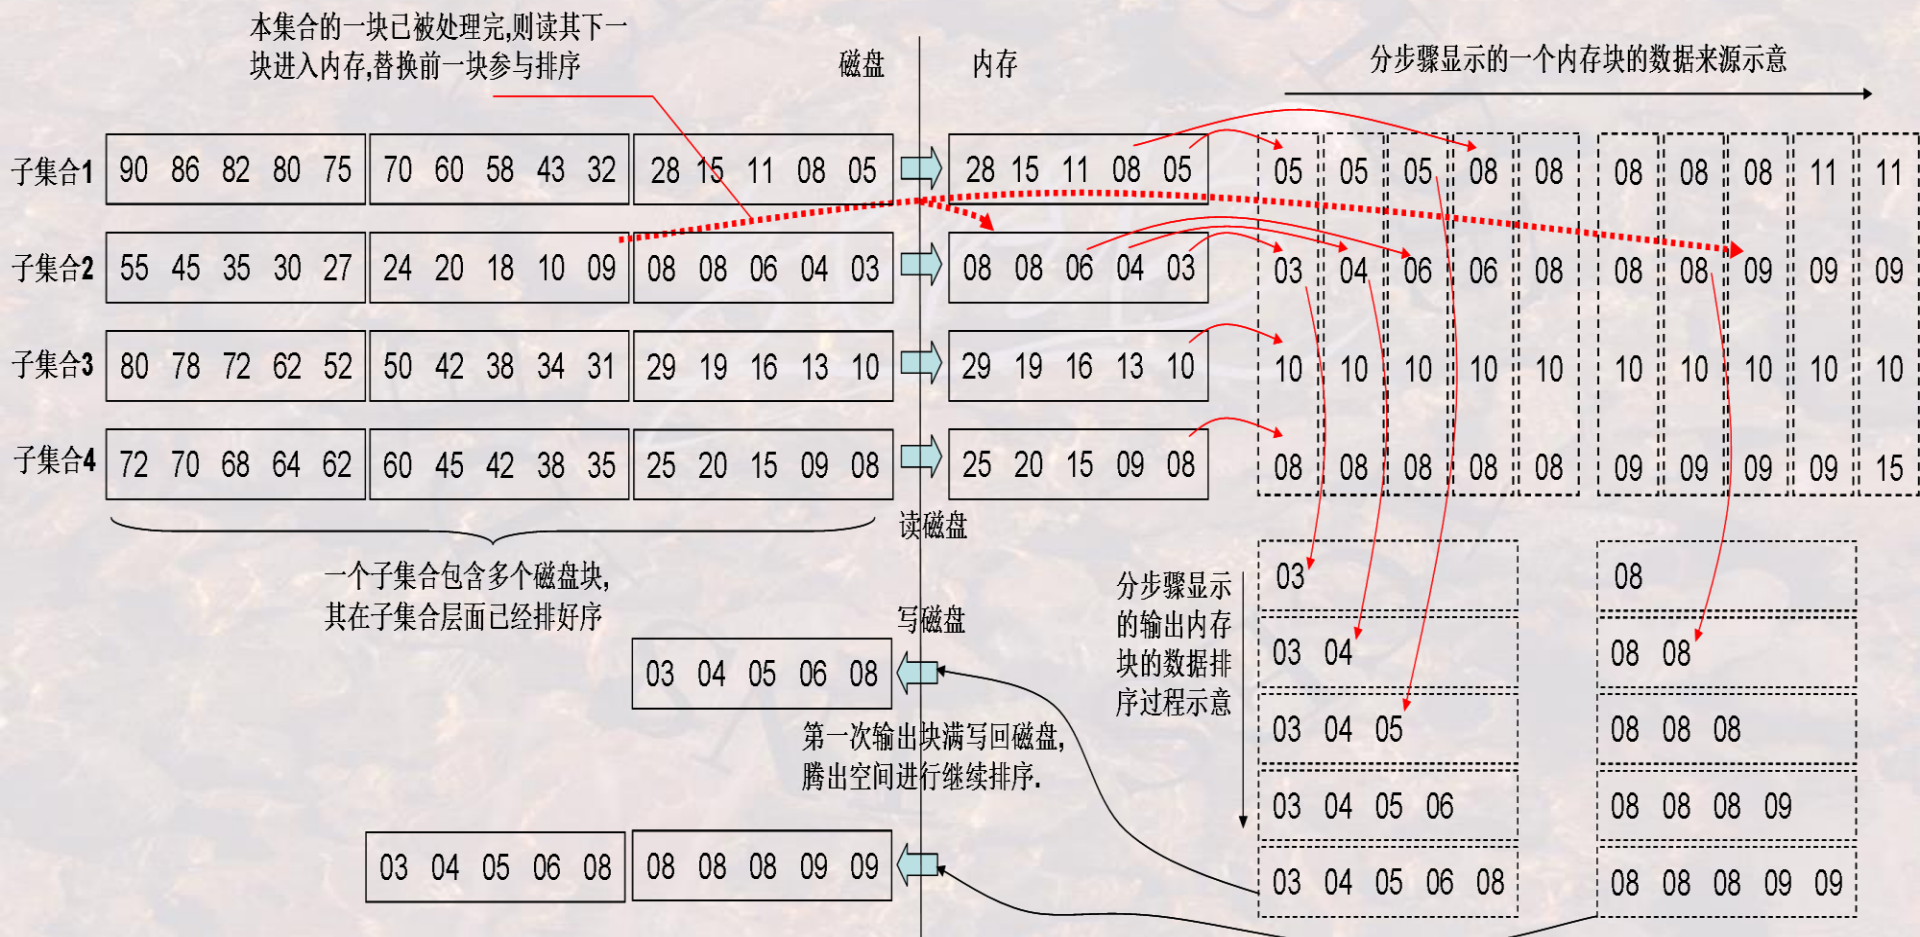 本集合的一块已被处理完,则读其下一
块进入内存,替换前一块参与排序
磁盘
内存
分步骤显示的一个内存块的数据来源示意
子集合1 90 86 82 80 75 70 60 58 43 32 28 15 11 08 05 28 15 11 08 05 05 05 05 08 08 08 08 08 11 11
子集合2 55 45 35 30 27 24 20 18 10 09 08 08 06 04 03 08 08 06 04 03 03 04 06 06 08 08 08 09 09 09
子集合3 80 78 72 62 52 50 42 38 34 31 29 19 16 13 10 29 19 16 13 10 10 10 10 10 10 10 10 10 10 10
子集合4 72 70 68 64 62 60 45 42 38 35 25 20 15 09 08 25 20 15 09 08 08 08 08 08 08 09 09 09 09 15
读磁盘
一个子集合包含多个磁盘块,
其在子集合层面已经排好序
写磁盘
03 04 05 06 08
第一次输出块满写回磁盘,
腾出空间进行继续排序.
03 04 05 06 08 08 08 08 09 09
分步骤显示
的输出内存
块的数据排
序过程示意
03
03 04
03 04 05
03 04 05 06
03 04 05 06 08
08
08 08
08 08 08
08 08 08 09
08 08 08 09 09